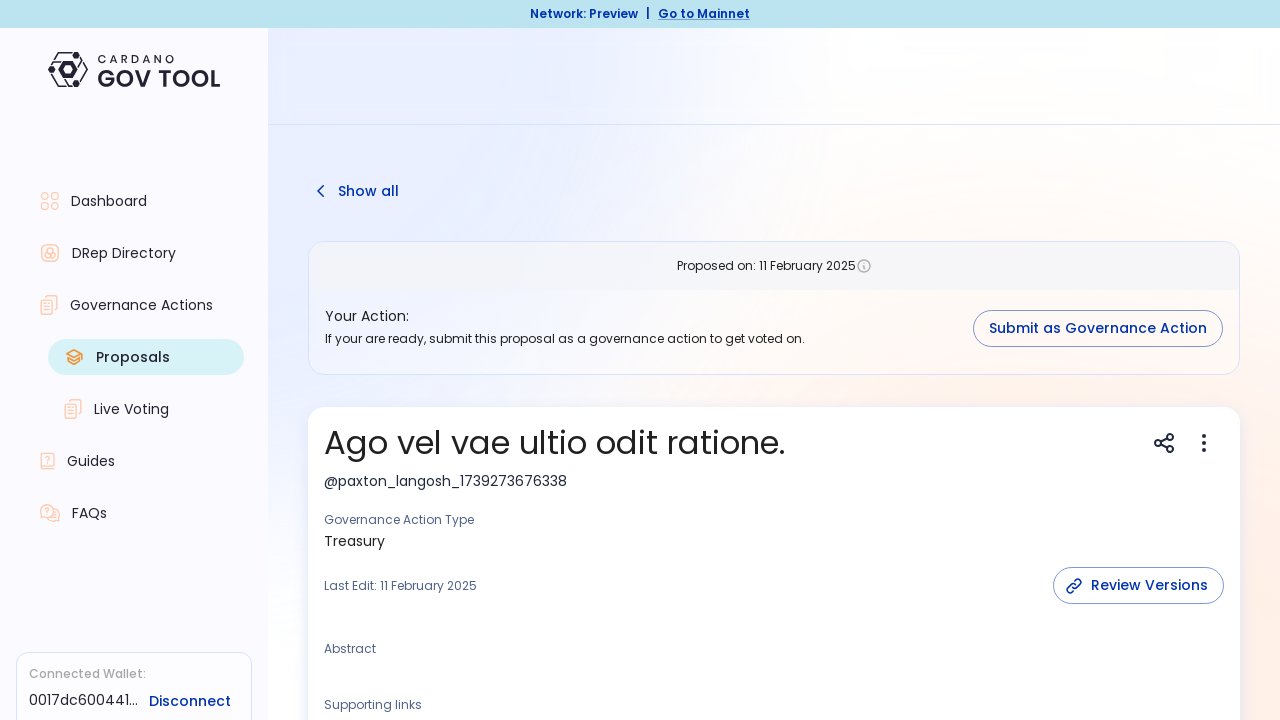 Network: Preview | Go to Mainnet
CARDANO
GOV TOOL
Dashboard
DRep Directory
Governance Actions
Proposals
Live Voting
Guides
FAQs
Connected Wallet:
0017dc600441...
Disconnect
Show all
Proposed on: 11 February 2025
Your Action:
If your are ready, submit this proposal as a governance action to get voted on.
Submit as Governance Action
Ago vel vae ultio odit ratione.
@paxton_langosh_1739273676338
Governance Action Type
Treasury
Last Edit: 11 February 2025
Review Versions
Abstract
Supporting links